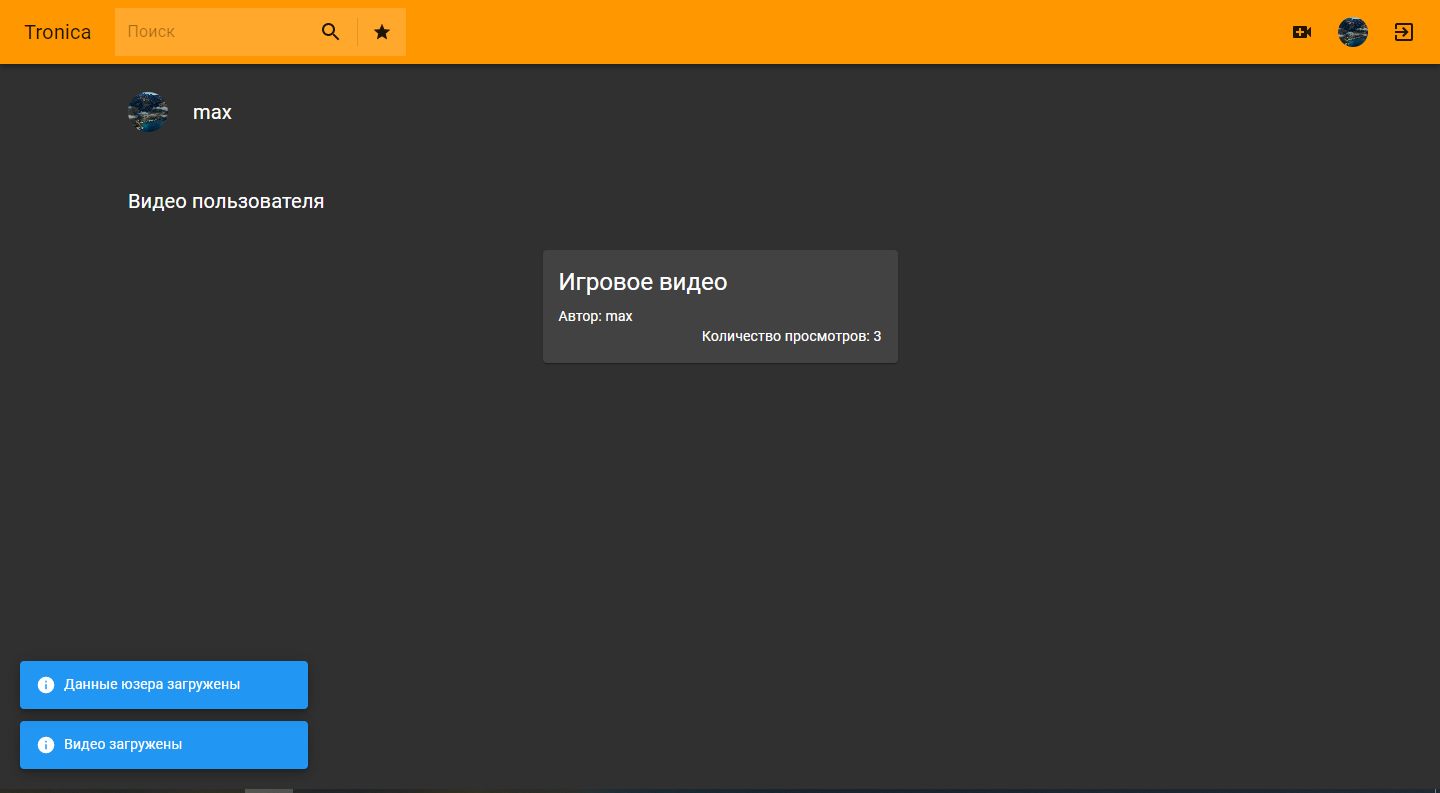 Tronica
Поиск
max
Видео пользователя
Игровое видео
Автор: max
Количество просмотров: 3
Данные юзера загружены
Видео загружены